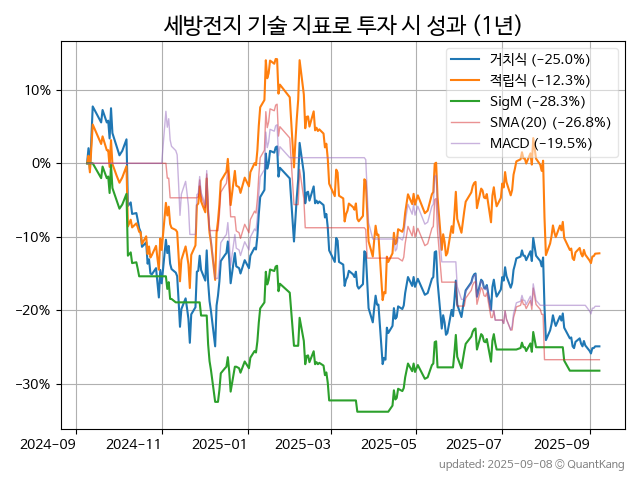 세방전지 기술 지표로 투자 시 성과 (1년)
거치식 (−25.0%)
적립식 (−12.3%)
SigM (−28.3%)
SMA(20) (−26.8%)
MACD (−19.5%)
10%
0%
−10%
−20%
−30%
2024-09 2024-11 2025-01 2025-03 2025-05 2025-07 2025-09
updated: 2025-09-08 ⓒ QuantKang